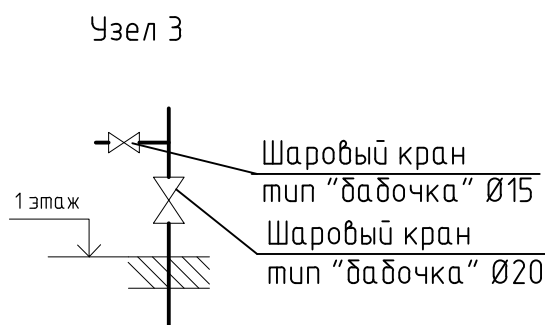 Узел 3
Шаровый кран
тип "бабочка" Ø15
1 этаж
Шаровый кран
тип "бабочка" Ø20